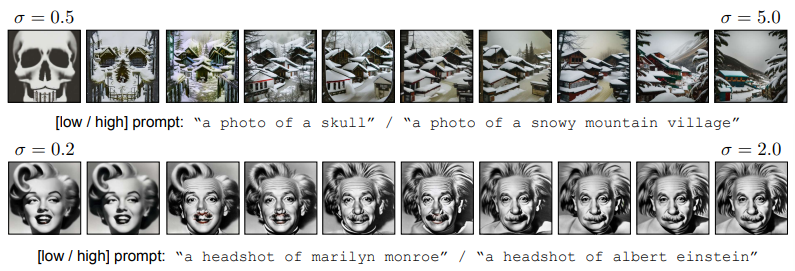 σ = 0.5 σ = 5.0
[low / high] prompt: “a photo of a skull” / “a photo of a snowy mountain village”
σ = 0.2 σ = 2.0
[low / high] prompt: “a headshot of marilyn monroe” / “a headshot of albert einstein”